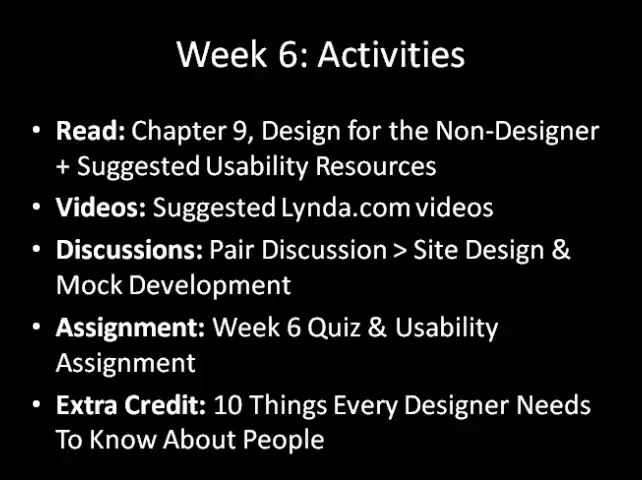 Week 6: Activities
• Read: Chapter 9, Design for the Non-Designer
+ Suggested Usability Resources
• Videos: Suggested Lynda.com videos
• Discussions: Pair Discussion > Site Design &
Mock Development
• Assignment: Week 6 Quiz & Usability
Assignment
• Extra Credit: 10 Things Every Designer Needs
To Know About People